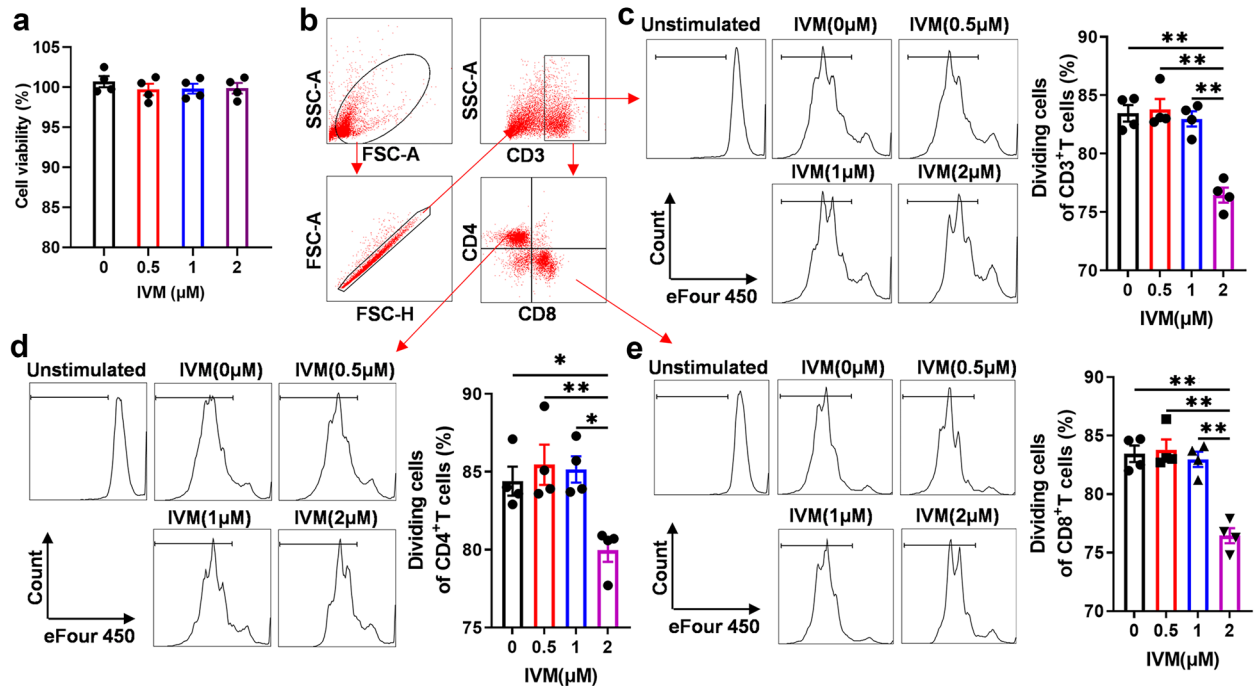 a
Cell viability (%)
105
100
95
90
85
80
0
0.5
1
2
IVM (μM)
b
SSC-A
FSC-A
SSC-A
CD3
FSC-A
FSC-H
CD4
CD8
c
Unstimulated
IVM(0μM)
IVM(0.5μM)
IVM(1μM)
IVM(2μM)
Count
eFour 450
Dividing cells
of CD3+T cells (%)
90
85
80
75
70
**
**
**
0
0.5
1
2
IVM(μM)
d
Unstimulated
IVM(0μM)
IVM(0.5μM)
IVM(1μM)
IVM(2μM)
Count
eFour 450
Dividing cells
of CD4+T cells (%)
90
85
80
75
*
**
*
0
0.5
1
2
IVM(μM)
e
Unstimulated
IVM(0μM)
IVM(0.5μM)
IVM(1μM)
IVM(2μM)
Count
eFour 450
Dividing cells
of CD8+T cells (%)
90
85
80
75
70
**
**
**
0
0.5
1
2
IVM(μM)